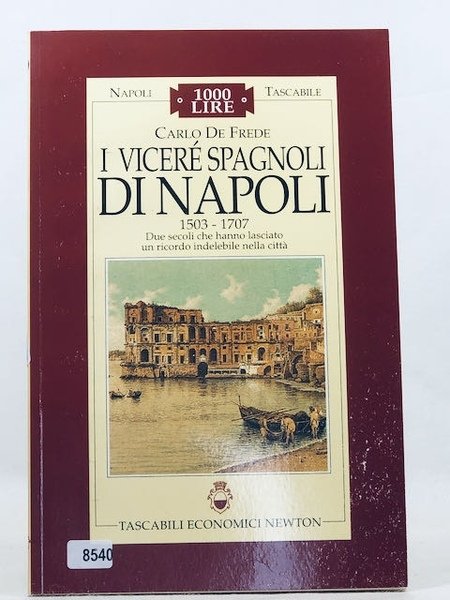 NAPOLI
1000
LIRE
TASCABILE
CARLO DE FREDE
I VICERÉ SPAGNOLI
DI NAPOLI
1503 - 1707
Due secoli che hanno lasciato
un ricordo indelebile nella città
TASCABILI ECONOMICI NEWTON
8540